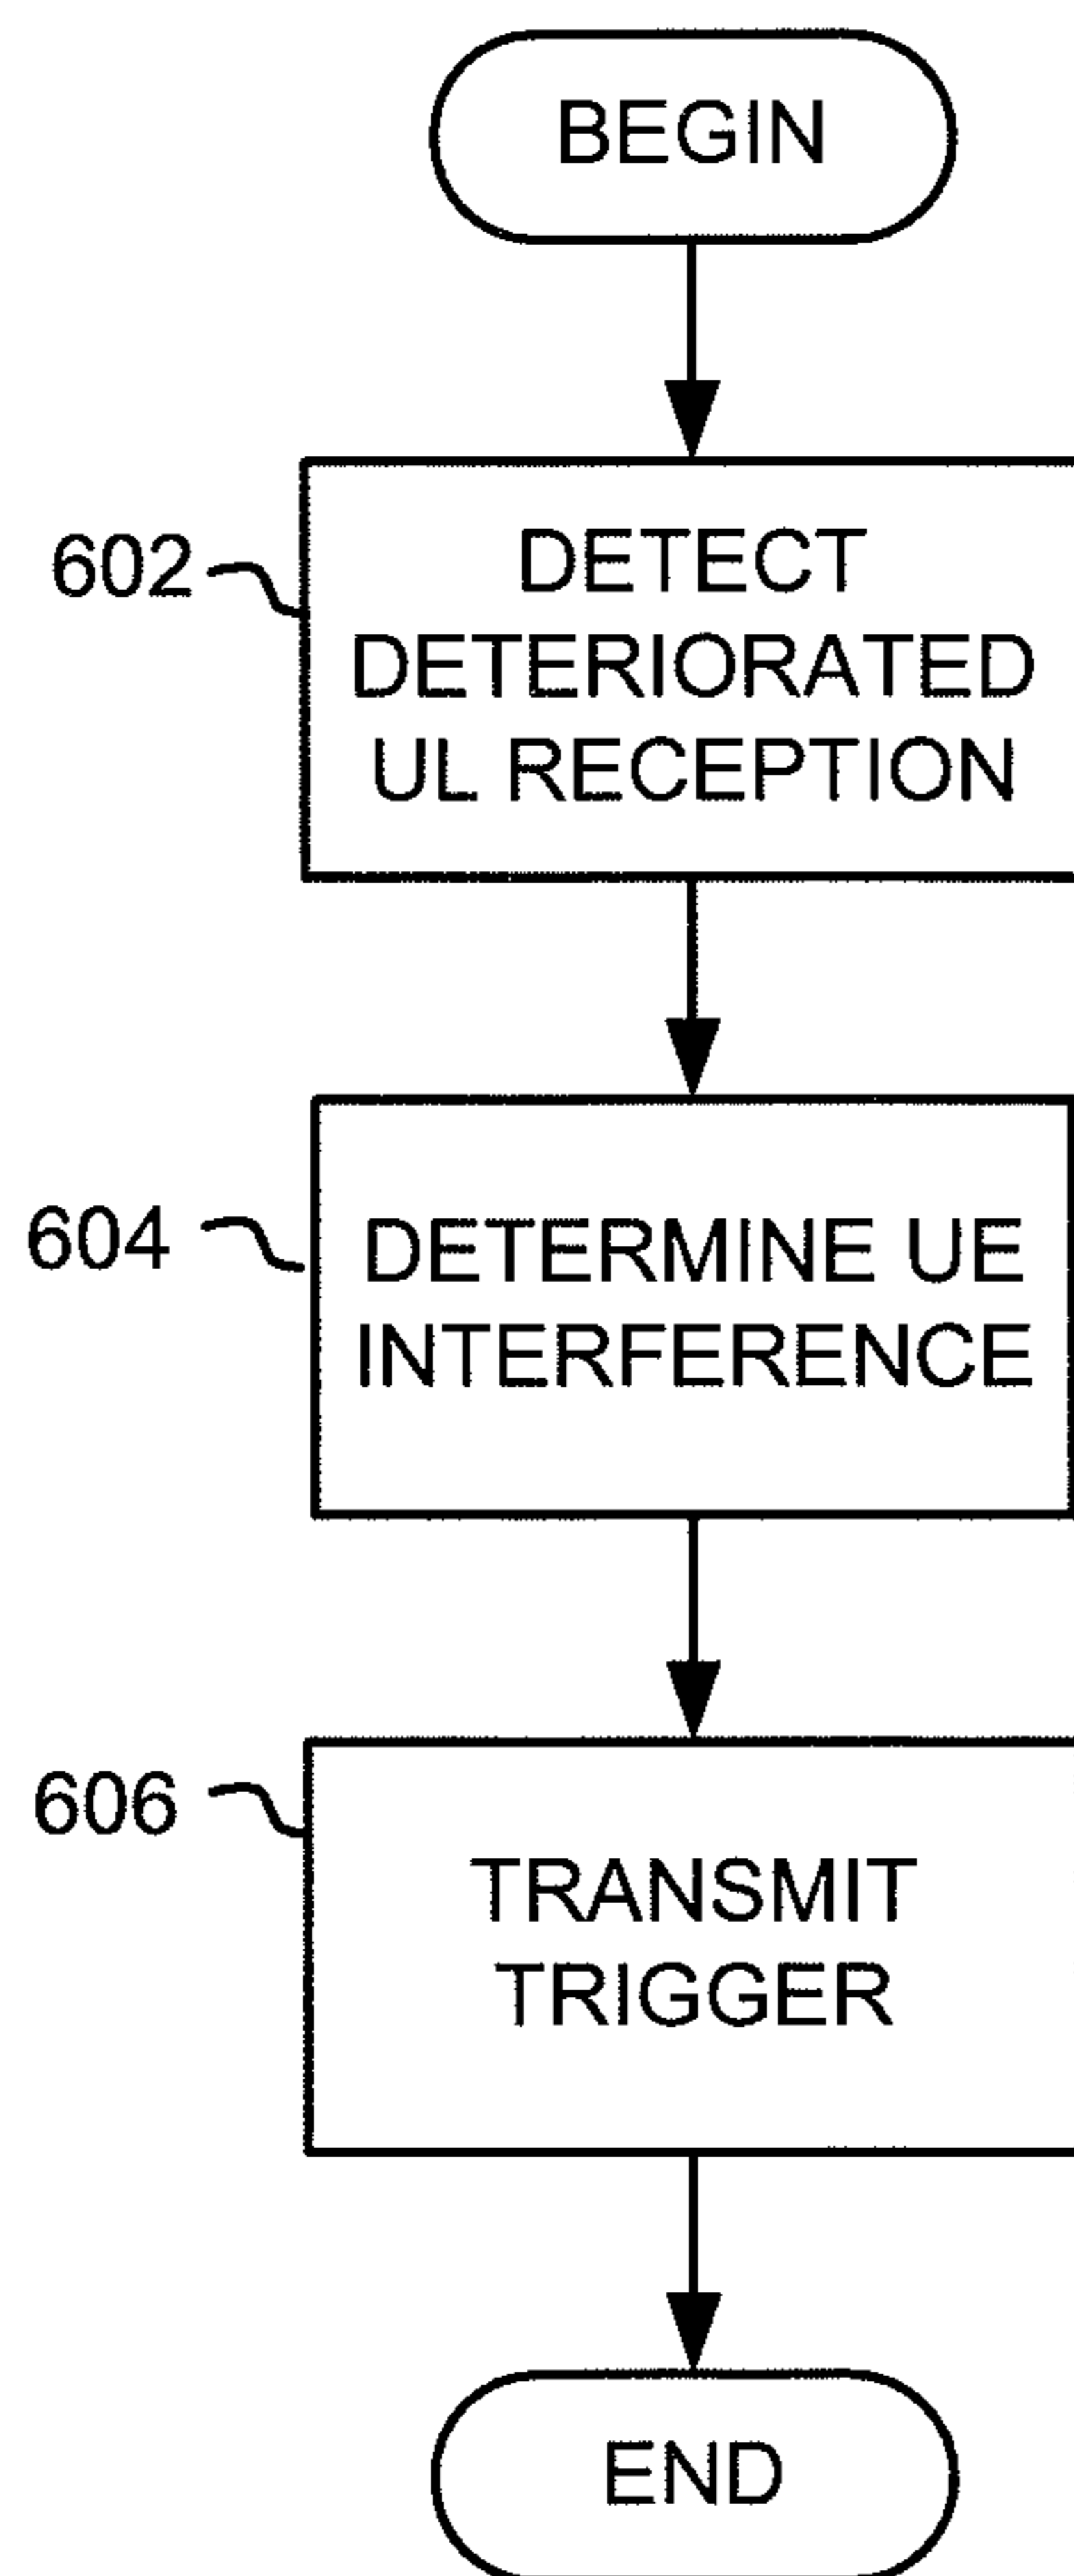 BEGIN
602
DETECT
DETERIORATED
UL RECEPTION
604
DETERMINE UE
INTERFERENCE
606
TRANSMIT
TRIGGER
END